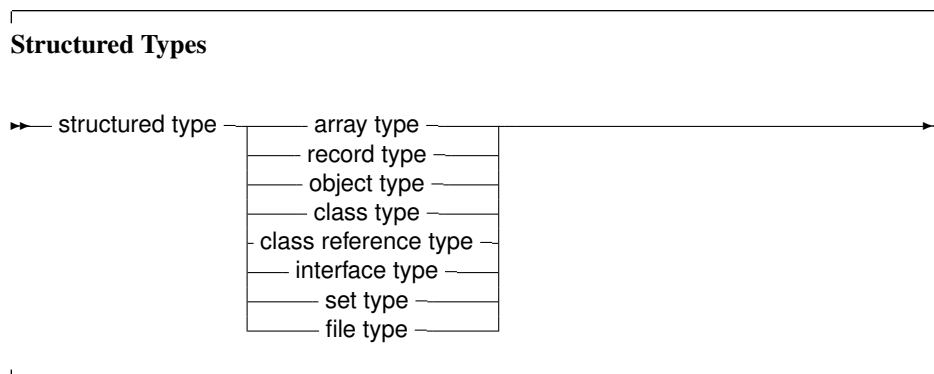 Structured Types
structured type array type
record type
object type
class type
class reference type
interface type
set type
file type